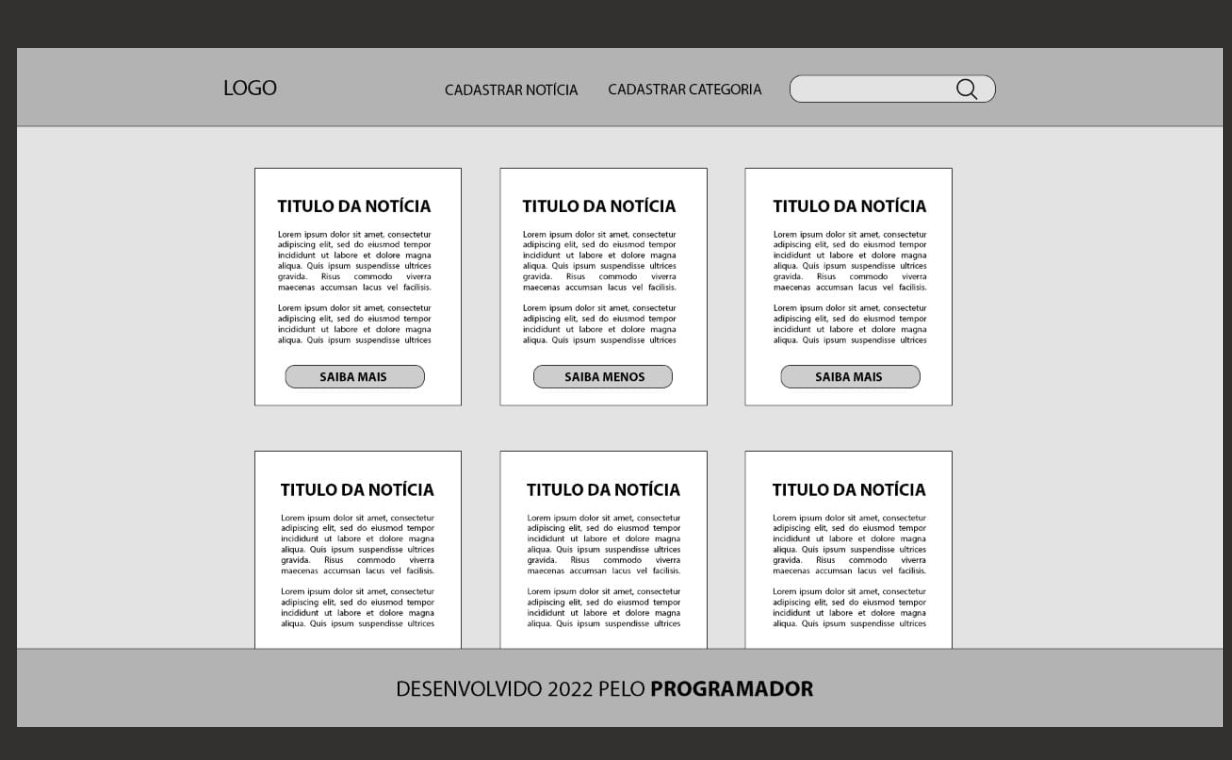 LOGO
CADASTRAR NOTÍCIA
CADASTRAR CATEGORIA
TITULO DA NOTÍCIA
Lorem ipsum dolor sit amet, consectetur
adipiscing elit, sed do eiusmod tempor
incididunt ut labore et dolore magna
aliqua. Quis ipsum suspendisse ultrices
gravida. Risus commodo viverra
maecenas accumsan lacus vel facilisis.
Lorem ipsum dolor sit amet, consectetur
adipiscing elit, sed do eiusmod tempor
incididunt ut labore et dolore magna
aliqua. Quis ipsum suspendisse ultrices
SAIBA MAIS
TITULO DA NOTÍCIA
Lorem ipsum dolor sit amet, consectetur
adipiscing elit, sed do eiusmod tempor
incididunt ut labore et dolore magna
aliqua. Quis ipsum suspendisse ultrices
gravida. Risus commodo viverra
maecenas accumsan lacus vel facilisis.
Lorem ipsum dolor sit amet, consectetur
adipiscing elit, sed do eiusmod tempor
incididunt ut labore et dolore magna
aliqua. Quis ipsum suspendisse ultrices
SAIBA MENOS
TITULO DA NOTÍCIA
Lorem ipsum dolor sit amet, consectetur
adipiscing elit, sed do eiusmod tempor
incididunt ut labore et dolore magna
aliqua. Quis ipsum suspendisse ultrices
gravida. Risus commodo viverra
maecenas accumsan lacus vel facilisis.
Lorem ipsum dolor sit amet, consectetur
adipiscing elit, sed do eiusmod tempor
incididunt ut labore et dolore magna
aliqua. Quis ipsum suspendisse ultrices
SAIBA MAIS
TITULO DA NOTÍCIA
Lorem ipsum dolor sit amet, consectetur
adipiscing elit, sed do eiusmod tempor
incididunt ut labore et dolore magna
aliqua. Quis ipsum suspendisse ultrices
gravida. Risus commodo viverra
maecenas accumsan lacus vel facilisis.
Lorem ipsum dolor sit amet, consectetur
adipiscing elit, sed do eiusmod tempor
incididunt ut labore et dolore magna
aliqua. Quis ipsum suspendisse ultrices
TITULO DA NOTÍCIA
Lorem ipsum dolor sit amet, consectetur
adipiscing elit, sed do eiusmod tempor
incididunt ut labore et dolore magna
aliqua. Quis ipsum suspendisse ultrices
gravida. Risus commodo viverra
maecenas accumsan lacus vel facilisis.
Lorem ipsum dolor sit amet, consectetur
adipiscing elit, sed do eiusmod tempor
incididunt ut labore et dolore magna
aliqua. Quis ipsum suspendisse ultrices
TITULO DA NOTÍCIA
Lorem ipsum dolor sit amet, consectetur
adipiscing elit, sed do eiusmod tempor
incididunt ut labore et dolore magna
aliqua. Quis ipsum suspendisse ultrices
gravida. Risus commodo viverra
maecenas accumsan lacus vel facilisis.
Lorem ipsum dolor sit amet, consectetur
adipiscing elit, sed do eiusmod tempor
incididunt ut labore et dolore magna
aliqua. Quis ipsum suspendisse ultrices
DESENVOLVIDO 2022 PELO PROGRAMADOR